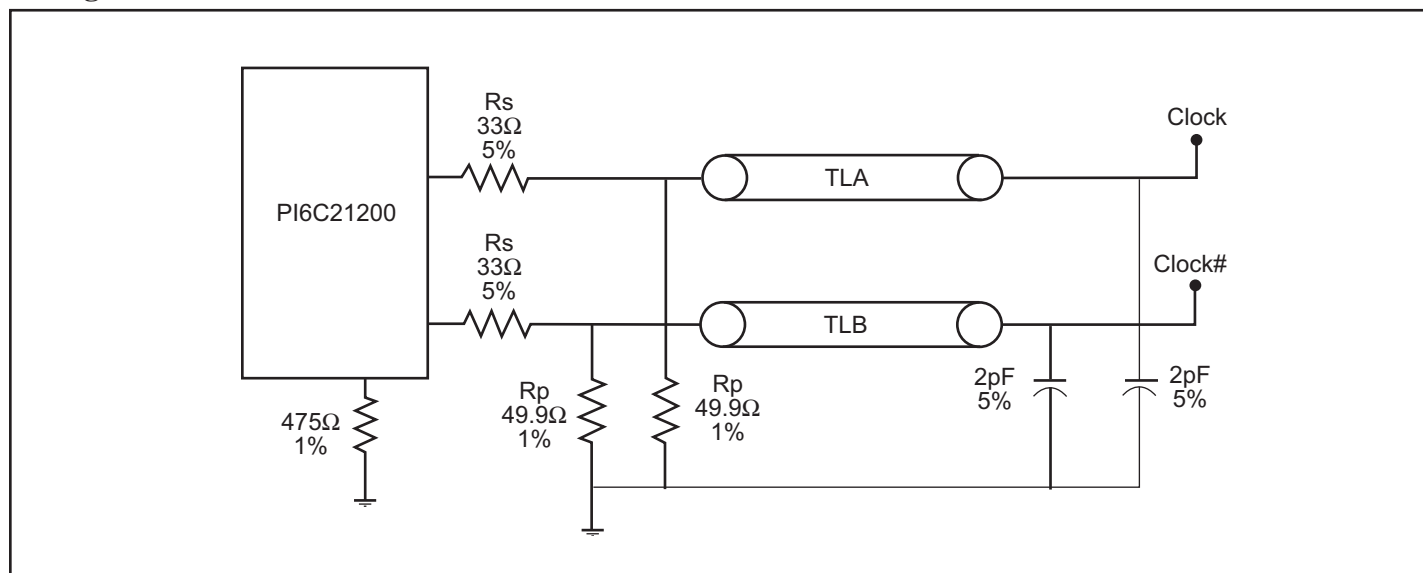 Rs
33Ω
5%
Clock
TLA
PI6C21200
Rs
33Ω
5%
Clock#
TLB
Rp
49.9Ω
1%
Rp
49.9Ω
1%
2pF
5%
2pF
5%
475Ω
1%